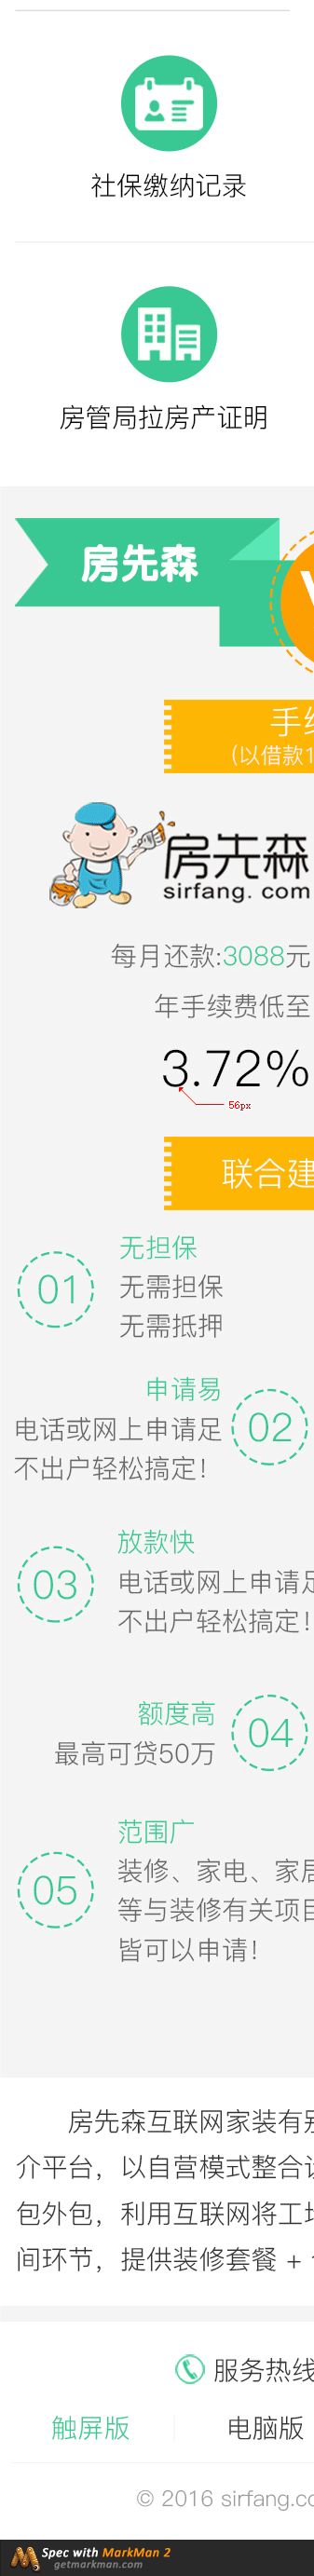 社保缴纳记录
房管局拉房产证明
房先森
手续
(以借款1
房先森
sirfang.com
每月还款:3088元
年手续费低至
3.72%
56px
联合建
01
无担保
无需担保
无需抵押
申请易
电话或网上申请足
不出户轻松搞定!
02
03
放款快
电话或网上申请足
不出户轻松搞定!
额度高
最高可贷50万
04
范围广
05
装修、家电、家居
等与装修有关项目
皆可以申请!
房先森互联网家装有别
介平台，以自营模式整合设
包外包，利用互联网将工地
间环节，提供装修套餐 +
服务热线
触屏版
电脑版
© 2016 sirfang.co
Spec with MarkMan 2
getmarkman.com